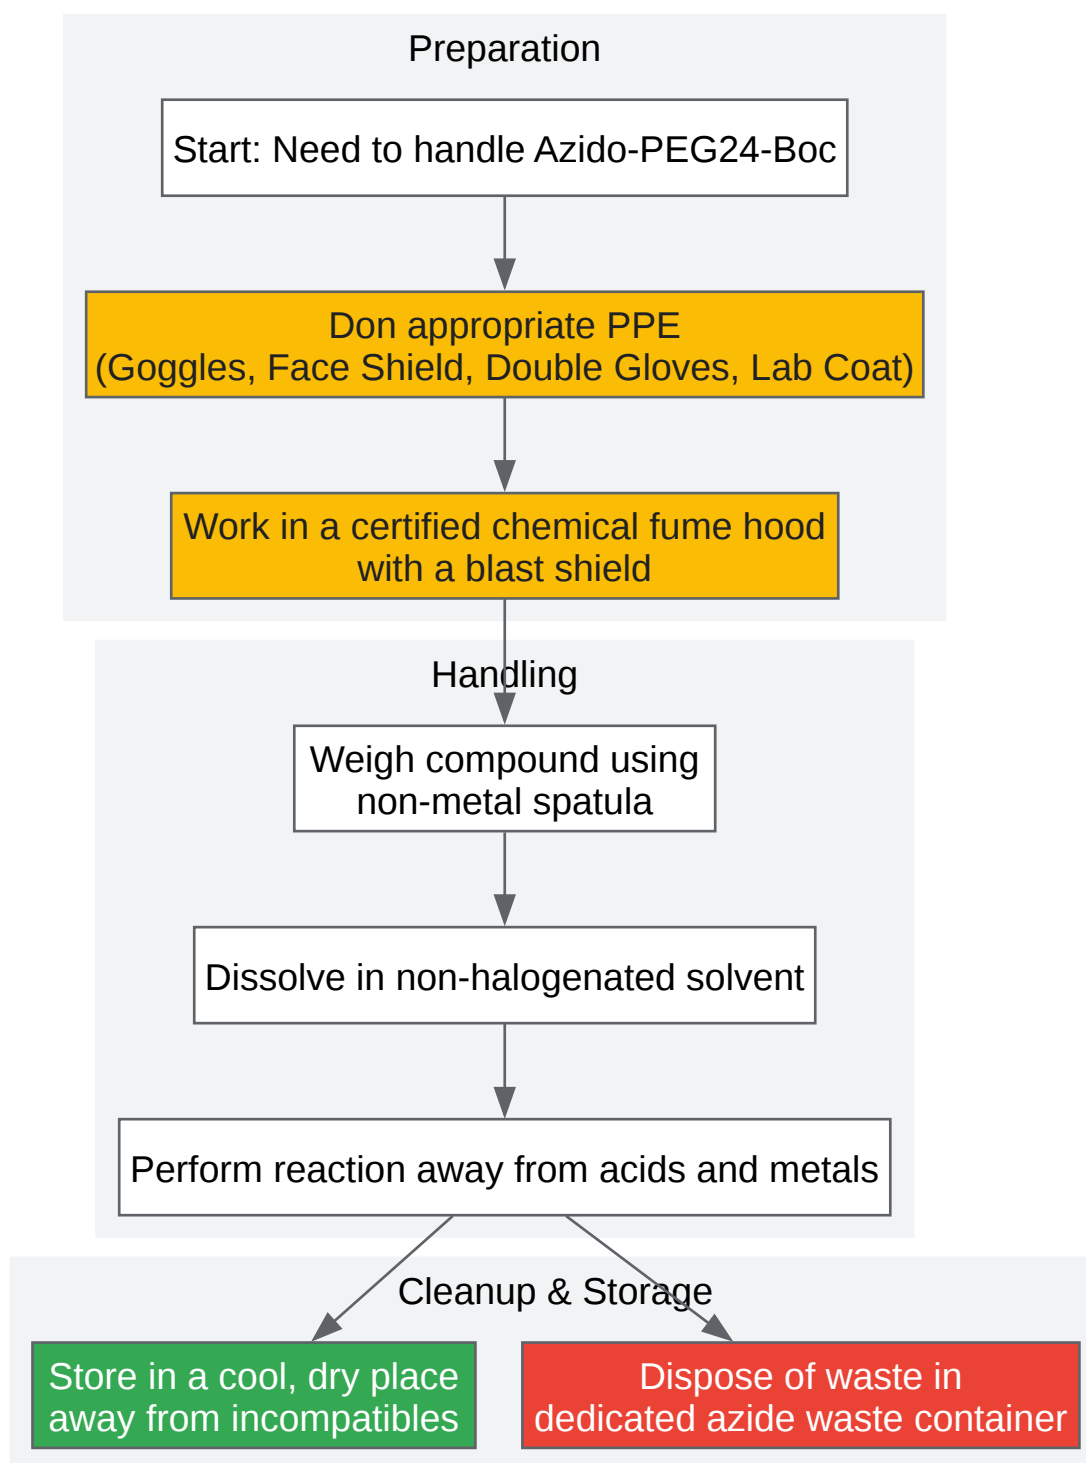 Preparation
Start: Need to handle Azido-PEG24-Boc
Don appropriate PPE
(Goggles, Face Shield, Double Gloves, Lab Coat)
Work in a certified chemical fume hood
with a blast shield
Handling
Weigh compound using
non-metal spatula
Dissolve in non-halogenated solvent
Perform reaction away from acids and metals
Cleanup & Storage
Store in a cool, dry place
away from incompatibles
Dispose of waste in
dedicated azide waste container